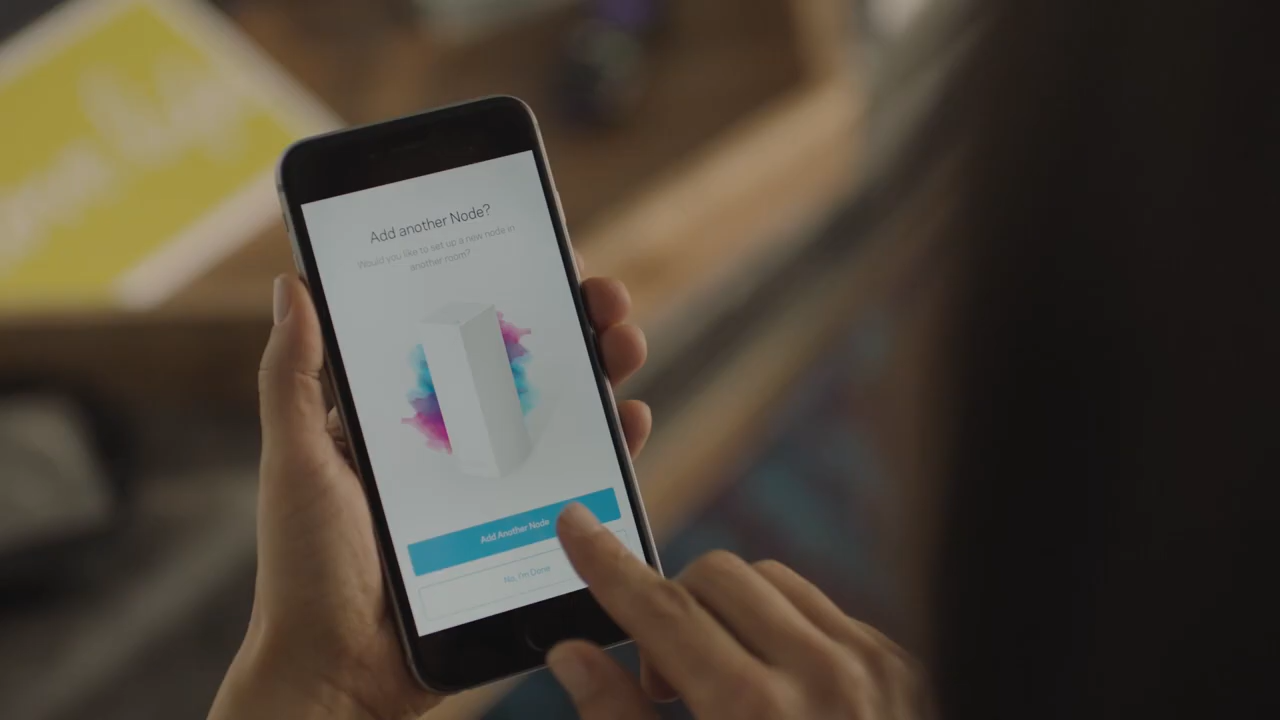 Add another Node?
Would you like to set up a new node in
another room?
Add Another Node
No, I'm Done